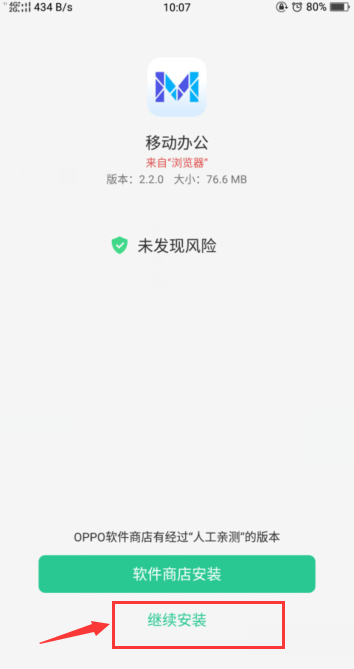 434 B/s 10:07 80%
移动办公
来自“浏览器”
版本：2.2.0 大小：76.6 MB
未发现风险
OPPO软件商店有经过“人工亲测”的版本
软件商店安装
继续安装